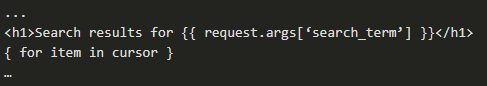 ...
<h1>Search results for {{ request.args[‘search_term’] }}</h1>
{ for item in cursor }
…